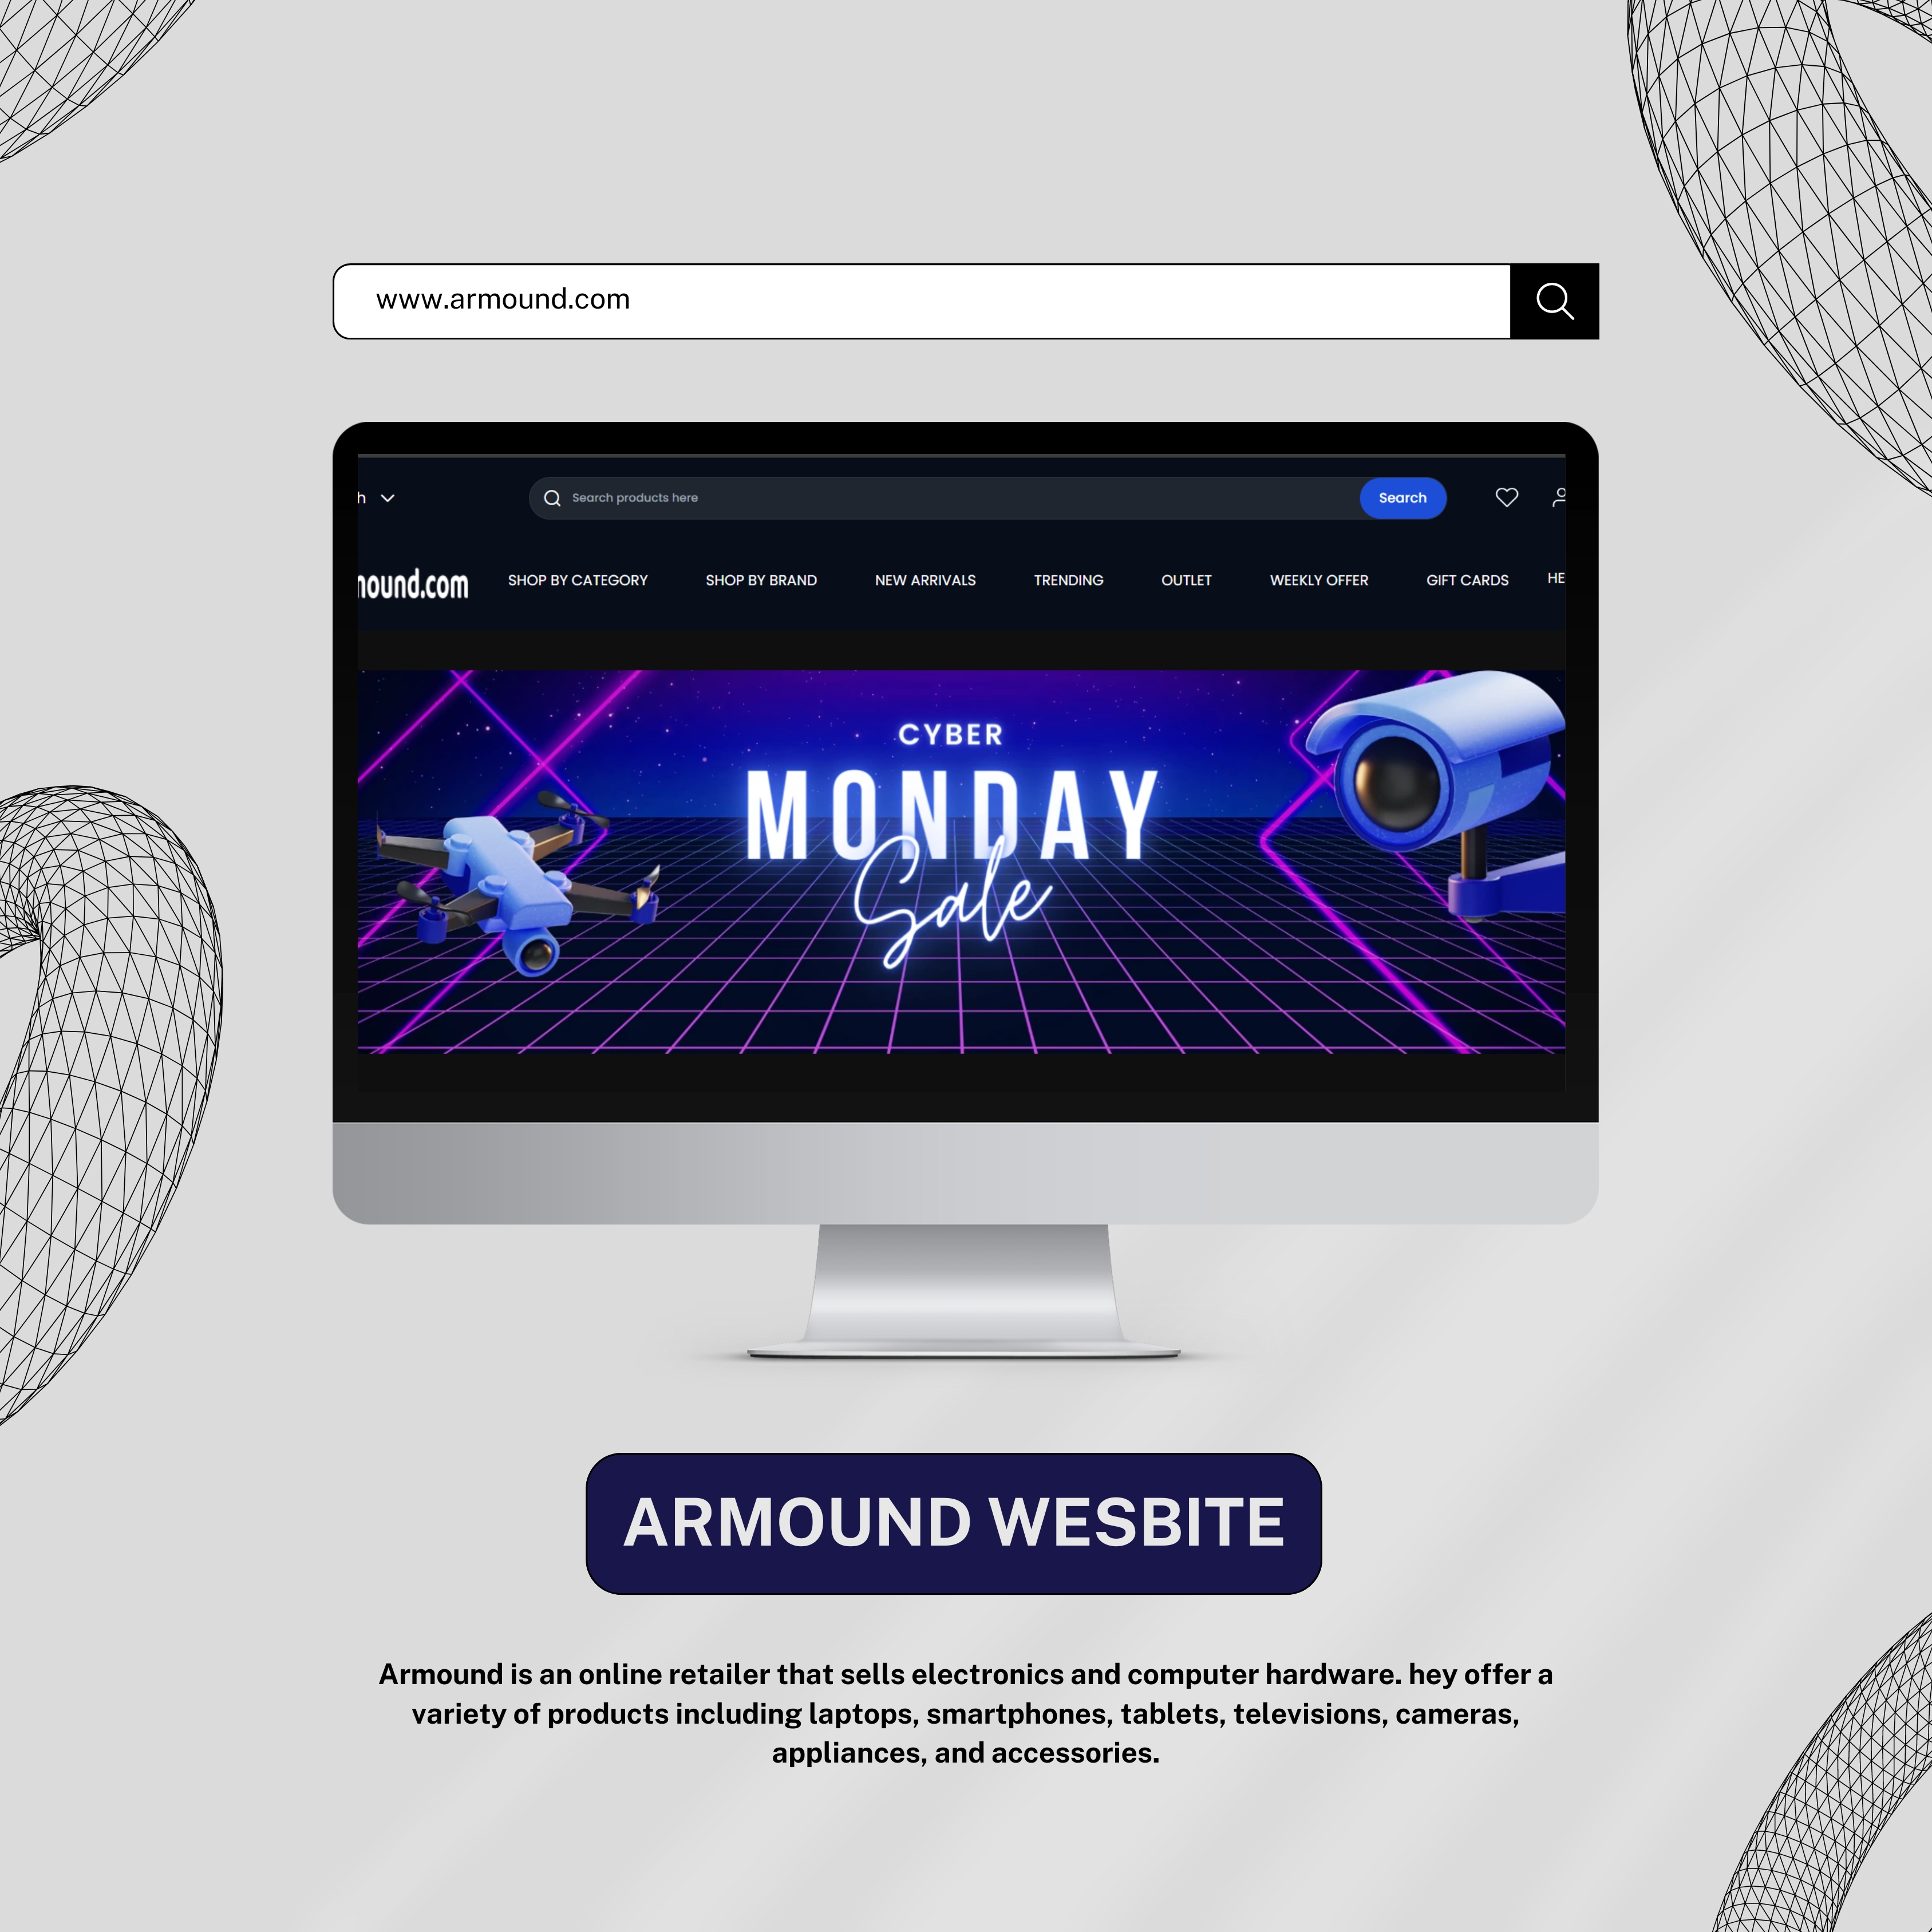 www.armound.com
h
Search products here
Search
mound.com
SHOP BY CATEGORY
SHOP BY BRAND
NEW ARRIVALS
TRENDING
OUTLET
WEEKLY OFFER
GIFT CARDS
HE
CYBER
MONDAY
Sale
ARMOUND WESBITE
Armound is an online retailer that sells electronics and computer hardware. hey offer a
variety of products including laptops, smartphones, tablets, televisions, cameras,
appliances, and accessories.